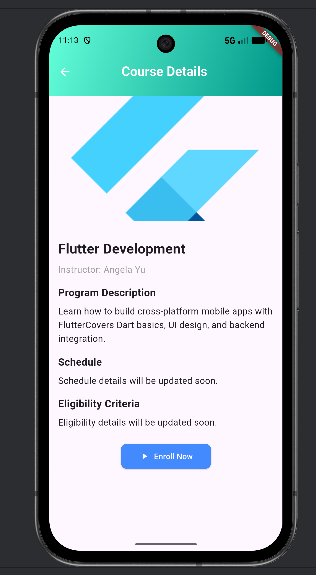 11:13
5G
DEBUG
Course Details
Flutter Development
Instructor: Angela Yu
Program Description
Learn how to build cross-platform mobile apps with
FlutterCovers Dart basics, UI design, and backend
integration.
Schedule
Schedule details will be updated soon.
Eligibility Criteria
Eligibility details will be updated soon.
Enroll Now